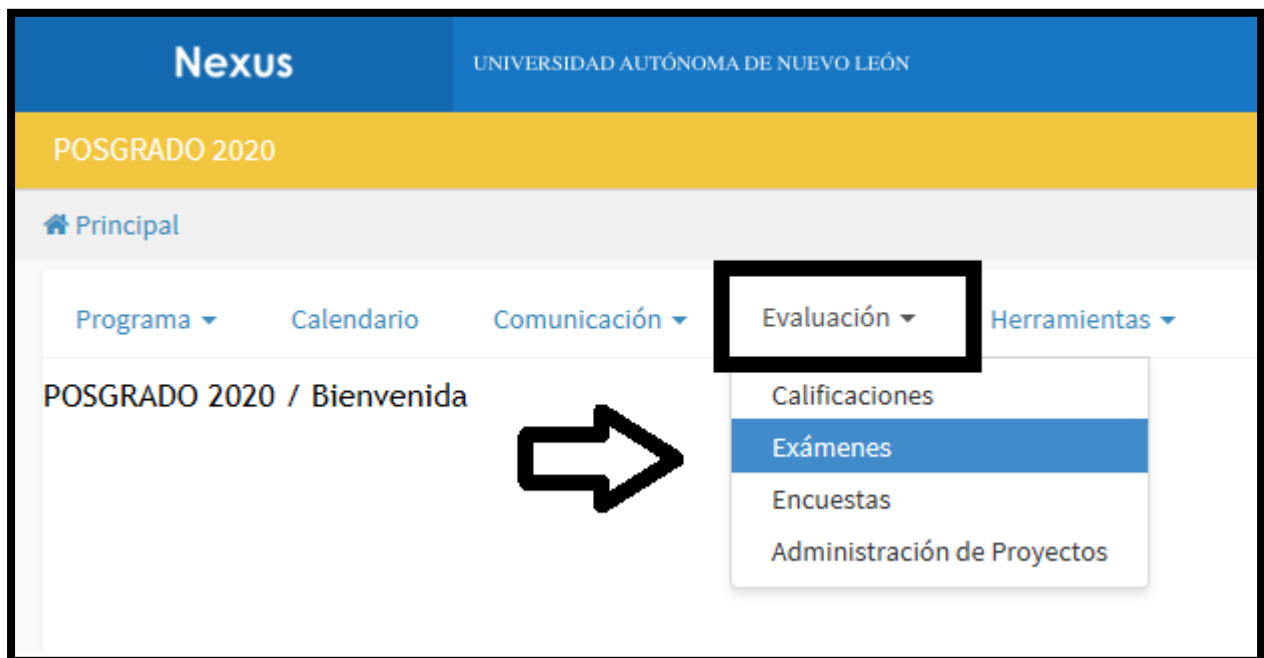 Nexus UNIVERSIDAD AUTÓNOMA DE NUEVO LEÓN
POSGRADO 2020
Principal
Programa Calendario Comunicación Evaluación Herramientas
POSGRADO 2020 / Bienvenida
Calificaciones
Exámenes
Encuestas
Administración de Proyectos